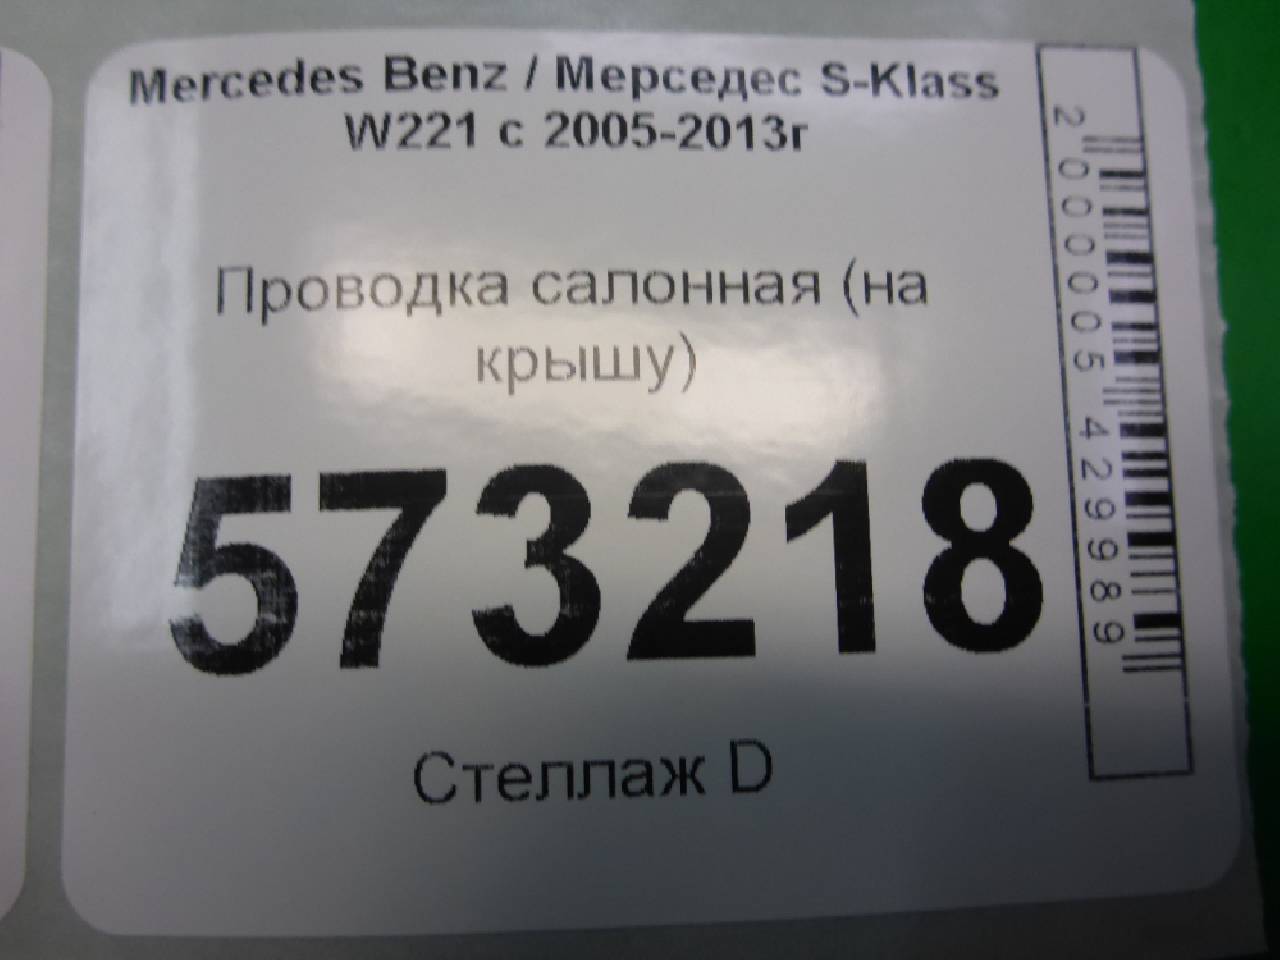 Mercedes Benz / Мерседес S-Klass
W221 с 2005-2013г
Проводка салонная (на
крышу)
573218
Стеллаж D
2000005429989